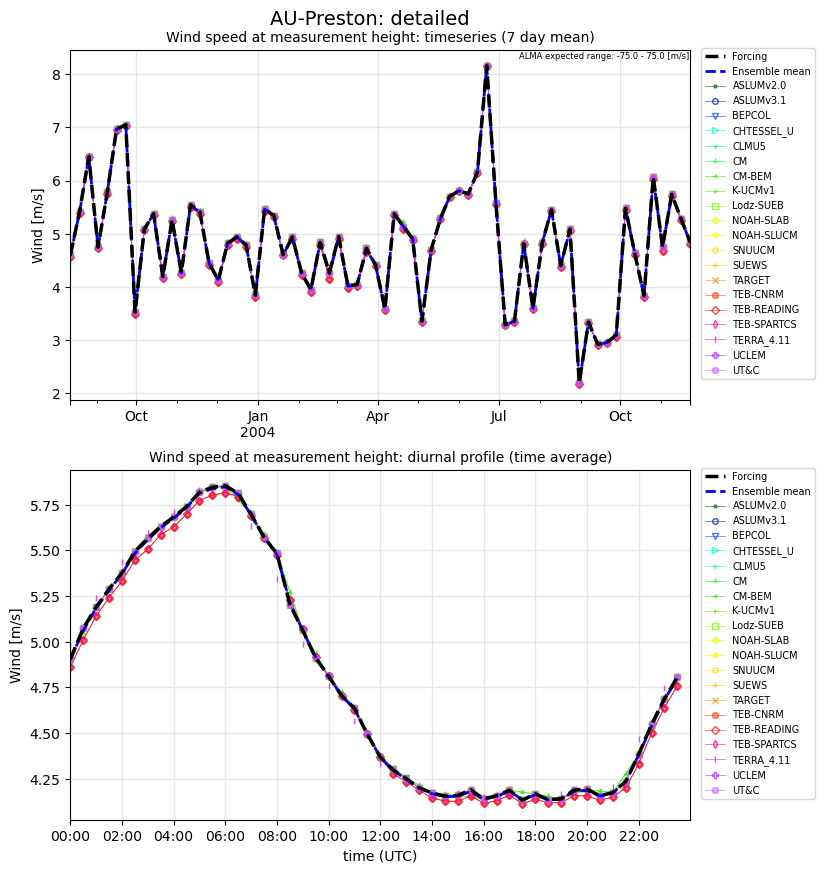 AU-Preston: detailed
Wind speed at measurement height: timeseries (7 day mean)
ALMA expected range: -75.0 - 75.0 [m/s]
8
7
6
5
4
3
2
Wind [m/s]
Oct
Jan
2004
Apr
Jul
Oct
Forcing
Ensemble mean
ASLUMv2.0
ASLUMv3.1
BEPCOL
CHTESSEL_U
CLMU5
CM
CM-BEM
K-UCMv1
Lodz-SUEB
NOAH-SLAB
NOAH-SLUCM
SNUUCM
SUEWS
TARGET
TEB-CNRM
TEB-READING
TEB-SPARTCS
TERRA_4.11
UCLEM
UT&C
Wind speed at measurement height: diurnal profile (time average)
5.75
5.50
5.25
5.00
4.75
4.50
4.25
Wind [m/s]
00:00 02:00 04:00 06:00 08:00 10:00 12:00 14:00 16:00 18:00 20:00 22:00
time (UTC)
Forcing
Ensemble mean
ASLUMv2.0
ASLUMv3.1
BEPCOL
CHTESSEL_U
CLMU5
CM
CM-BEM
K-UCMv1
Lodz-SUEB
NOAH-SLAB
NOAH-SLUCM
SNUUCM
SUEWS
TARGET
TEB-CNRM
TEB-READING
TEB-SPARTCS
TERRA_4.11
UCLEM
UT&C